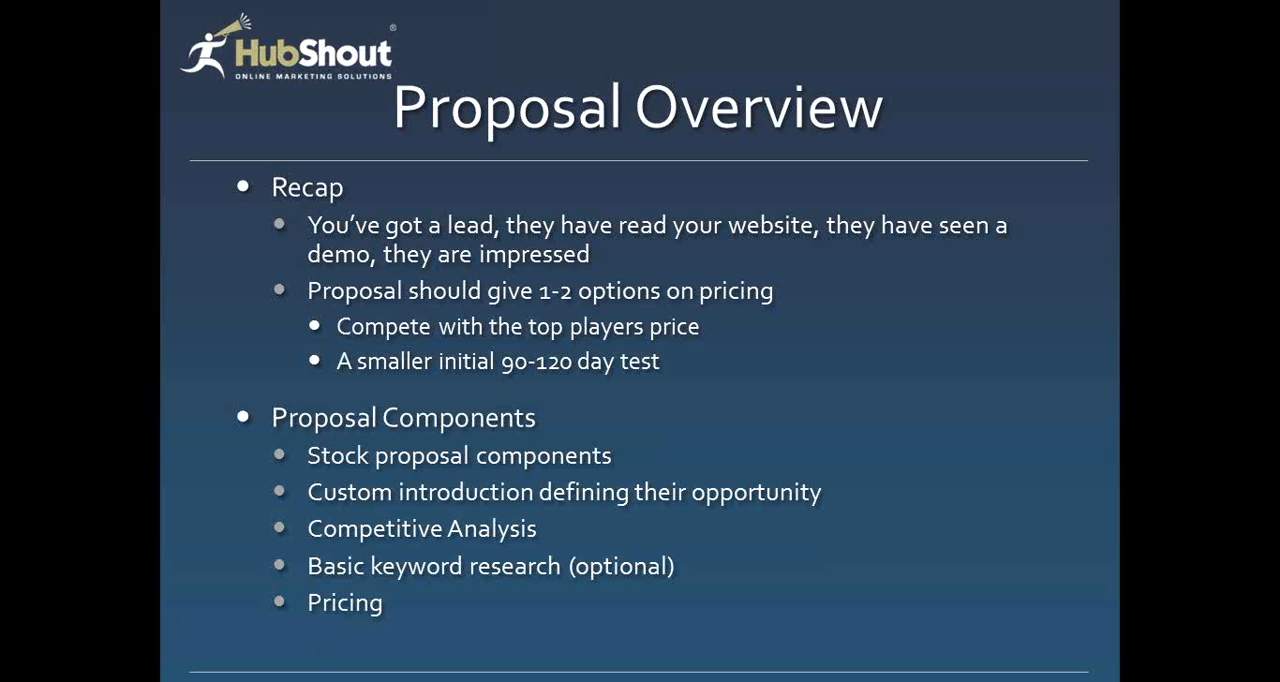 HubShout®
ONLINE MARKETING SOLUTIONS
Proposal Overview
• Recap
• You've got a lead, they have read your website, they have seen a
demo, they are impressed
• Proposal should give 1-2 options on pricing
• Compete with the top players price
• A smaller initial 90-120 day test
• Proposal Components
• Stock proposal components
• Custom introduction defining their opportunity
• Competitive Analysis
• Basic keyword research (optional)
• Pricing